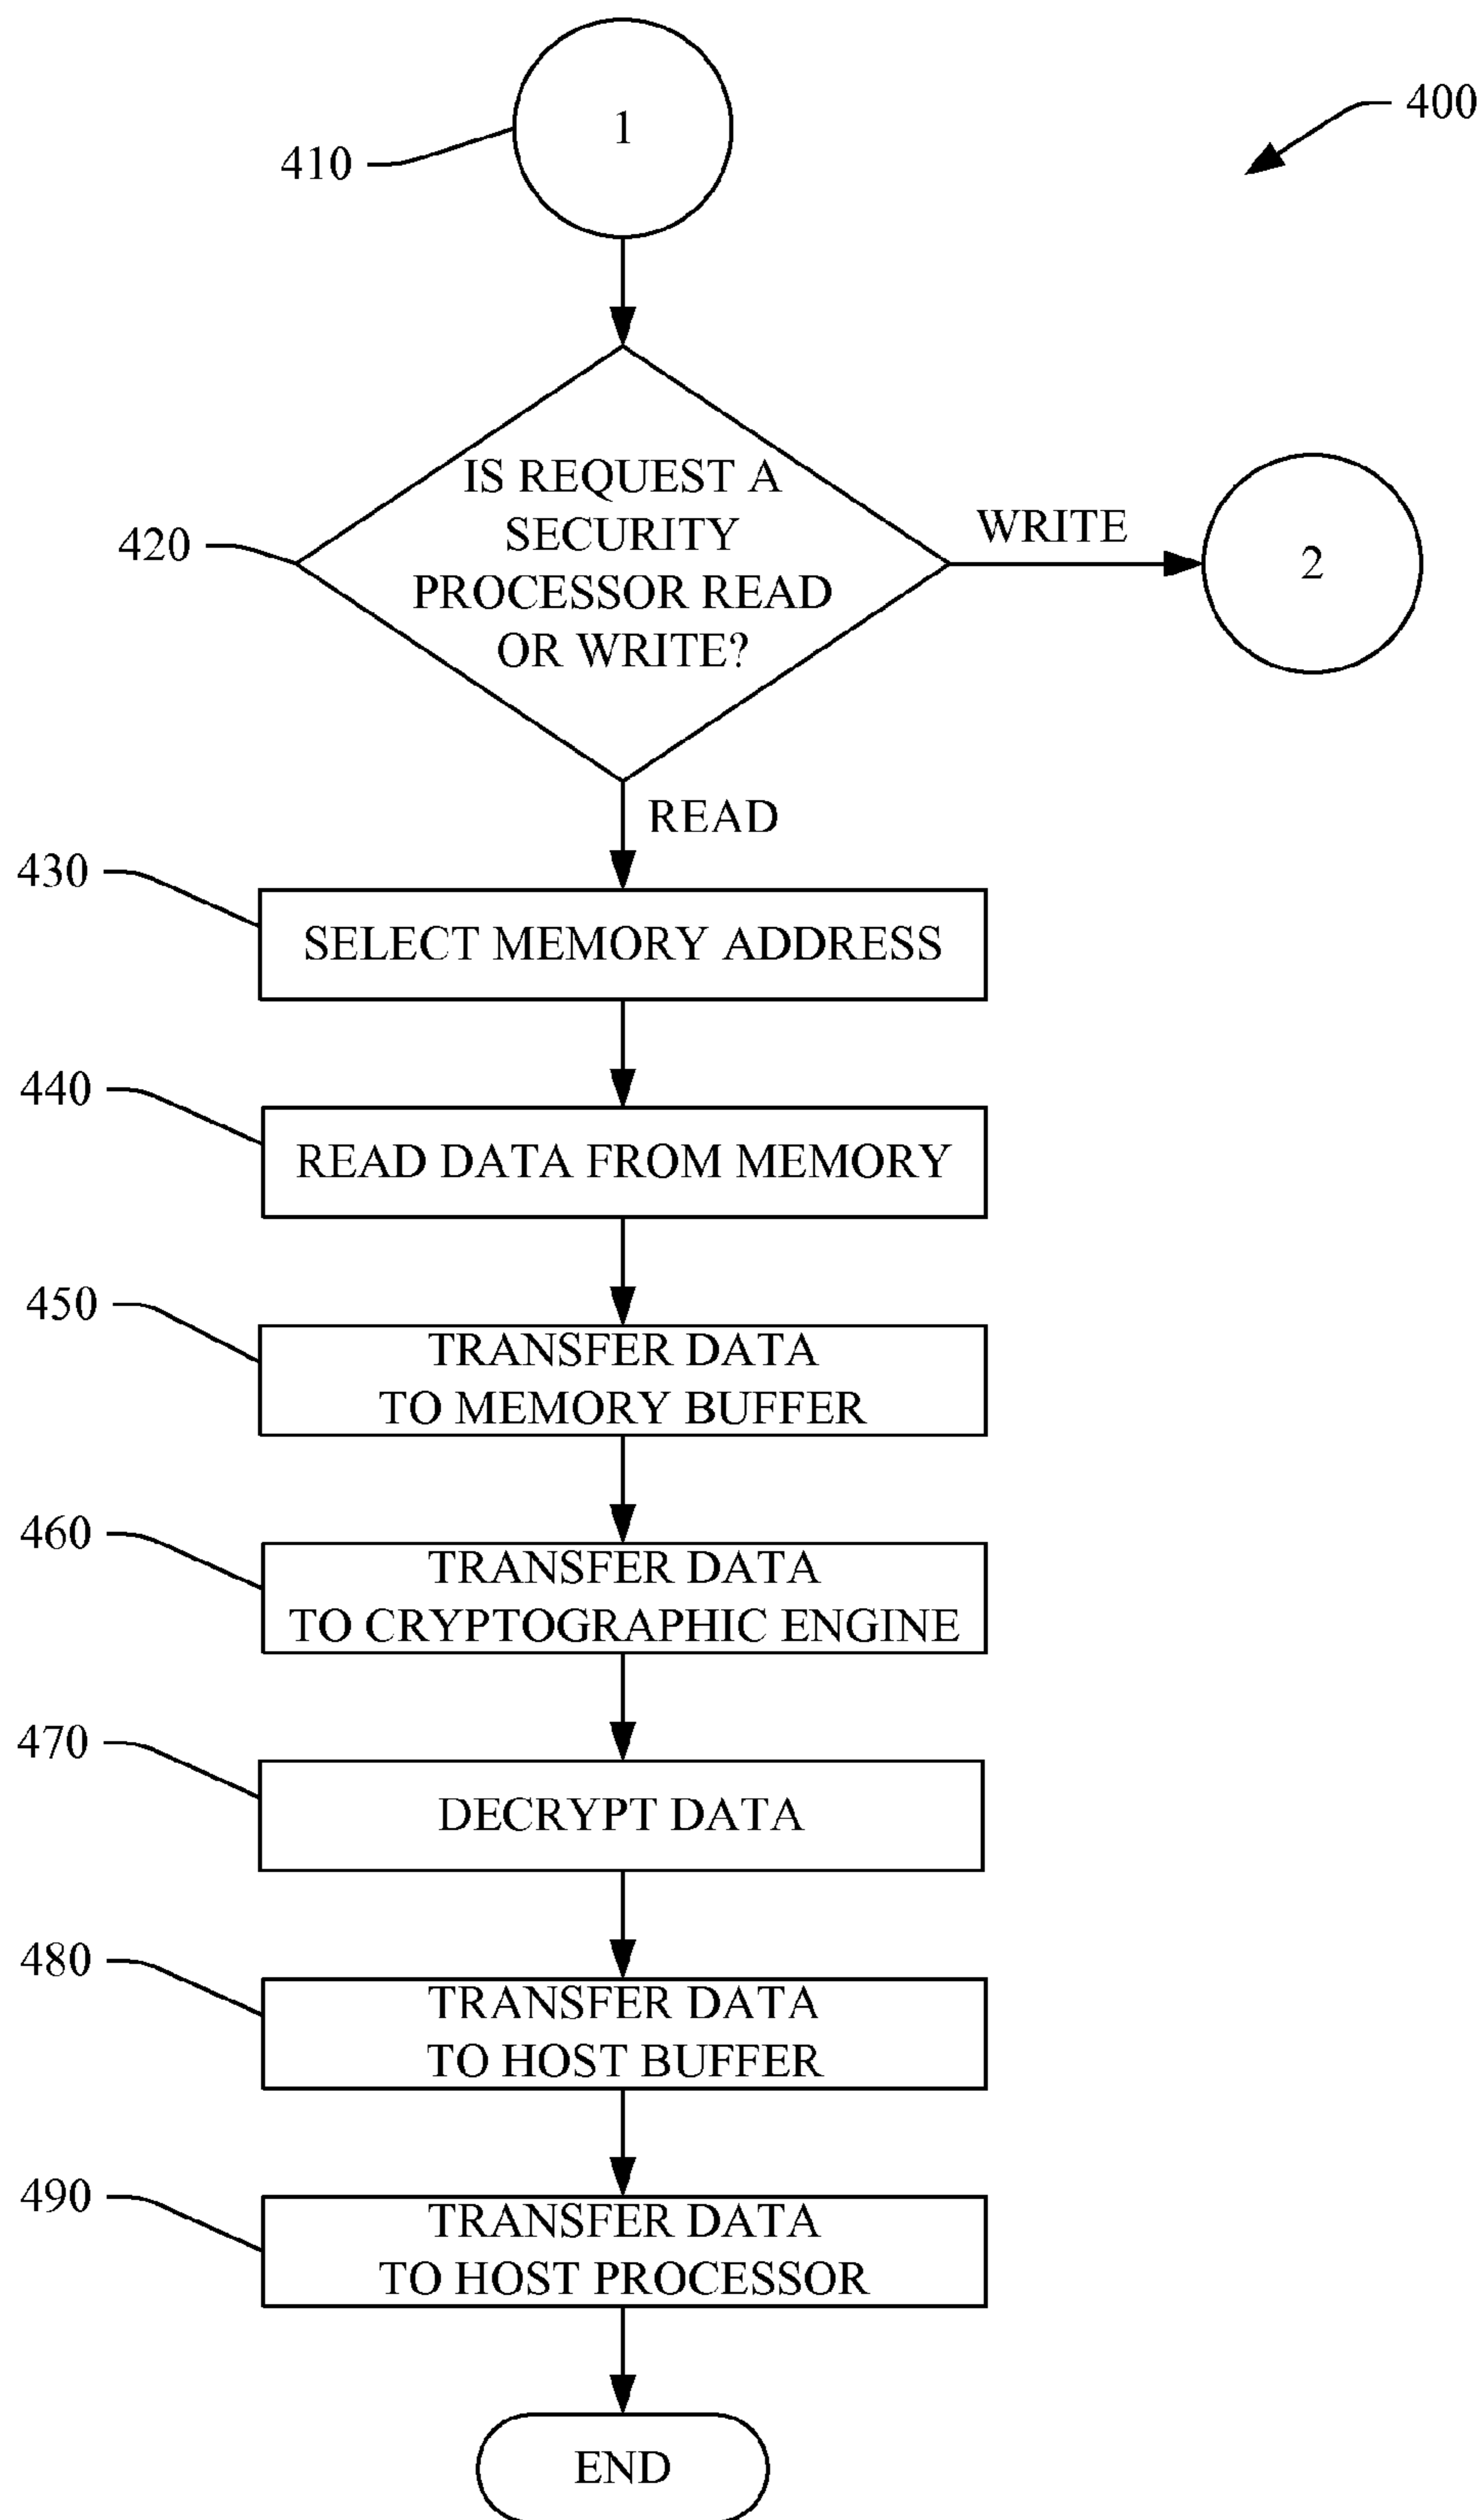 1
400
410
IS REQUEST A
SECURITY
PROCESSOR READ
OR WRITE?
420
WRITE
2
READ
430
SELECT MEMORY ADDRESS
440
READ DATA FROM MEMORY
450
TRANSFER DATA
TO MEMORY BUFFER
460
TRANSFER DATA
TO CRYPTOGRAPHIC ENGINE
470
DECRYPT DATA
480
TRANSFER DATA
TO HOST BUFFER
490
TRANSFER DATA
TO HOST PROCESSOR
END